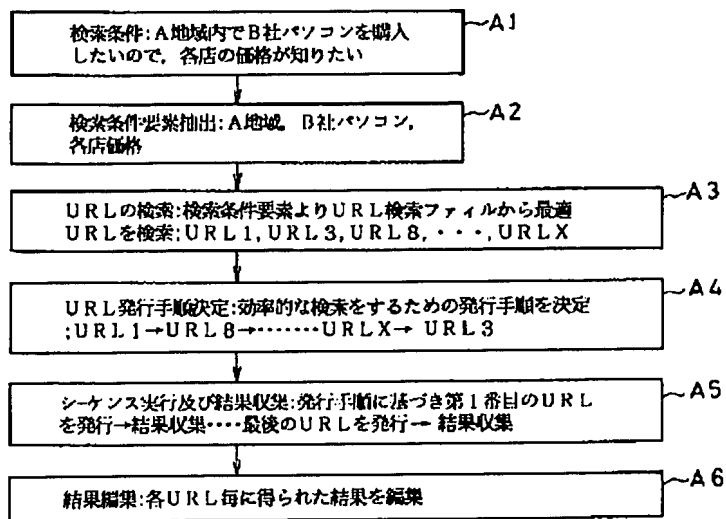 検索条件:A地域内でB社パソコンを購入
したいので,各店の価格が知りたい
A1
検索条件要素抽出:A地域,B社パソコン,
各店価格
A2
URLの検索:検索条件要素よりURL検索ファイルから最適
URLを検索;URL1,URL3,URL8,・・・,URLX
A3
URL発行手順決定:効率的な検索をするための発行手順を決定
;URL1→URL8→・・・・・・・URLX→ URL3
A4
シーケンス実行及び結果収集:発行手順に基づき第1番目のURL
を発行→結果収集・・・・最後のURLを発行→ 結果収集
A5
結果編集:各URL毎に得られた結果を編集
A6